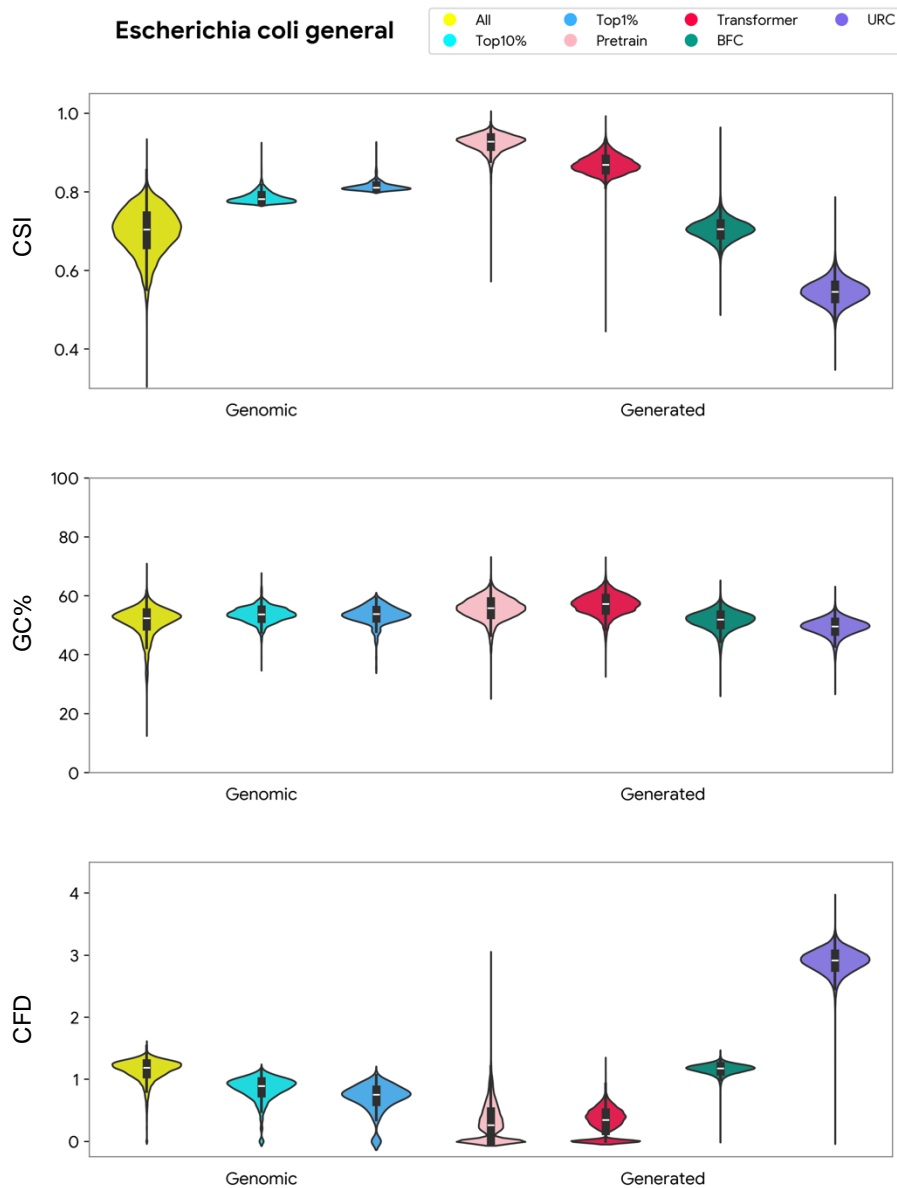 Escherichia coli general
All Top1% Transformer URC
Top10% Pretrain BFC
CSI
1.0
0.8
0.6
0.4
Genomic Generated
GC%
100
80
60
40
20
0
Genomic Generated
CFD
4
3
2
1
0
Genomic Generated